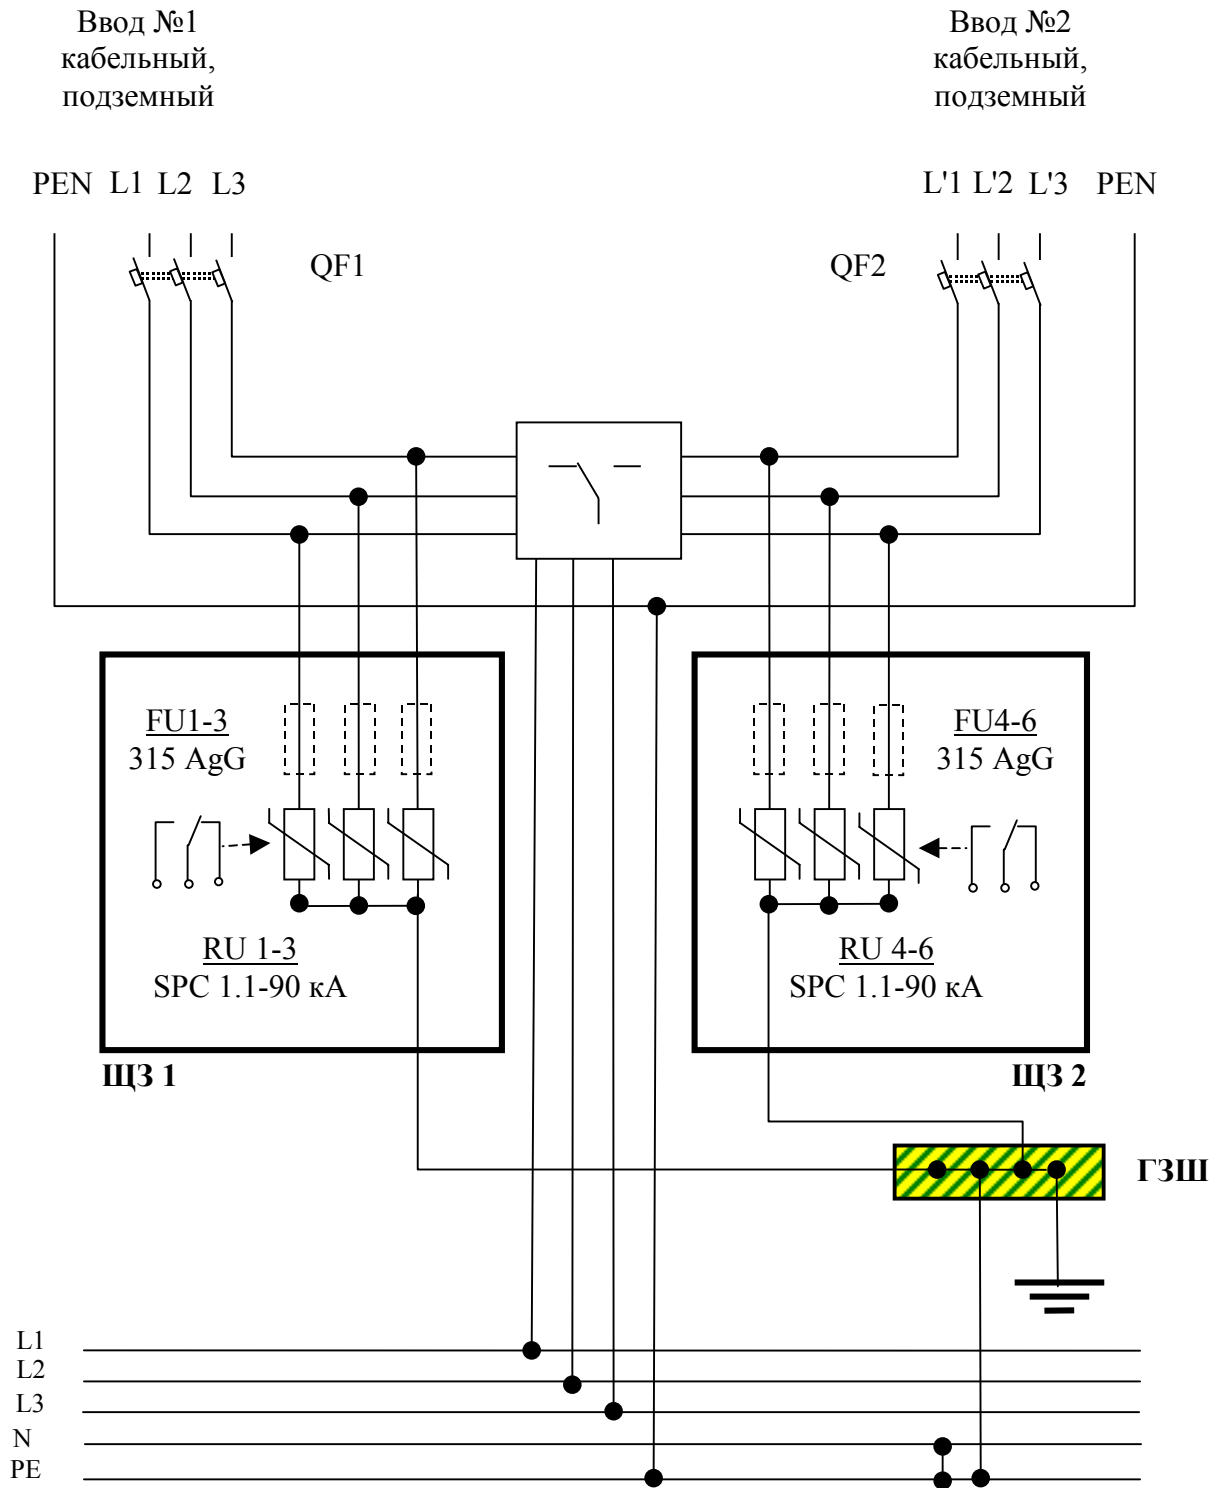 Ввод №1
кабельный,
подземный
Ввод №2
кабельный,
подземный
PEN L1 L2 L3
L'1 L'2 L'3 PEN
QF1
QF2
FU1-3
315 AgG
FU4-6
315 AgG
RU 1-3
SPC 1.1-90 кА
RU 4-6
SPC 1.1-90 кА
ЩЗ 1
ЩЗ 2
ГЗШ
L1
L2
L3
N
PE